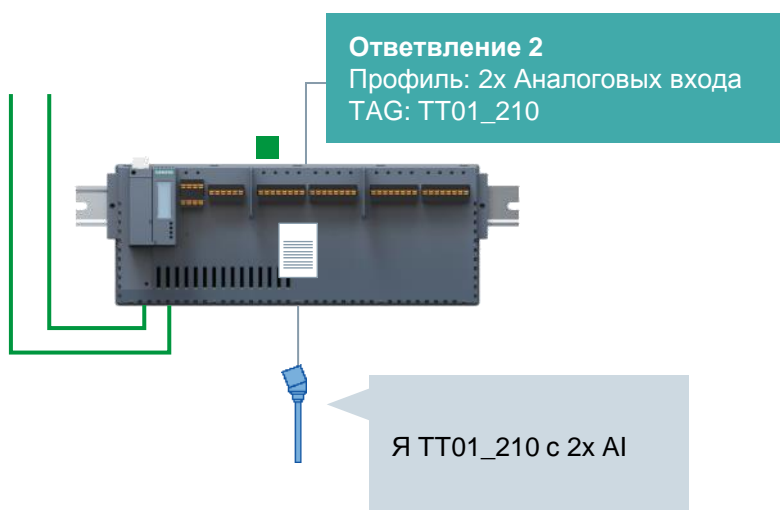 Ответвление 2
Профиль: 2x Аналоговых входа
TAG: TT01_210
Я TT01_210 с 2x AI